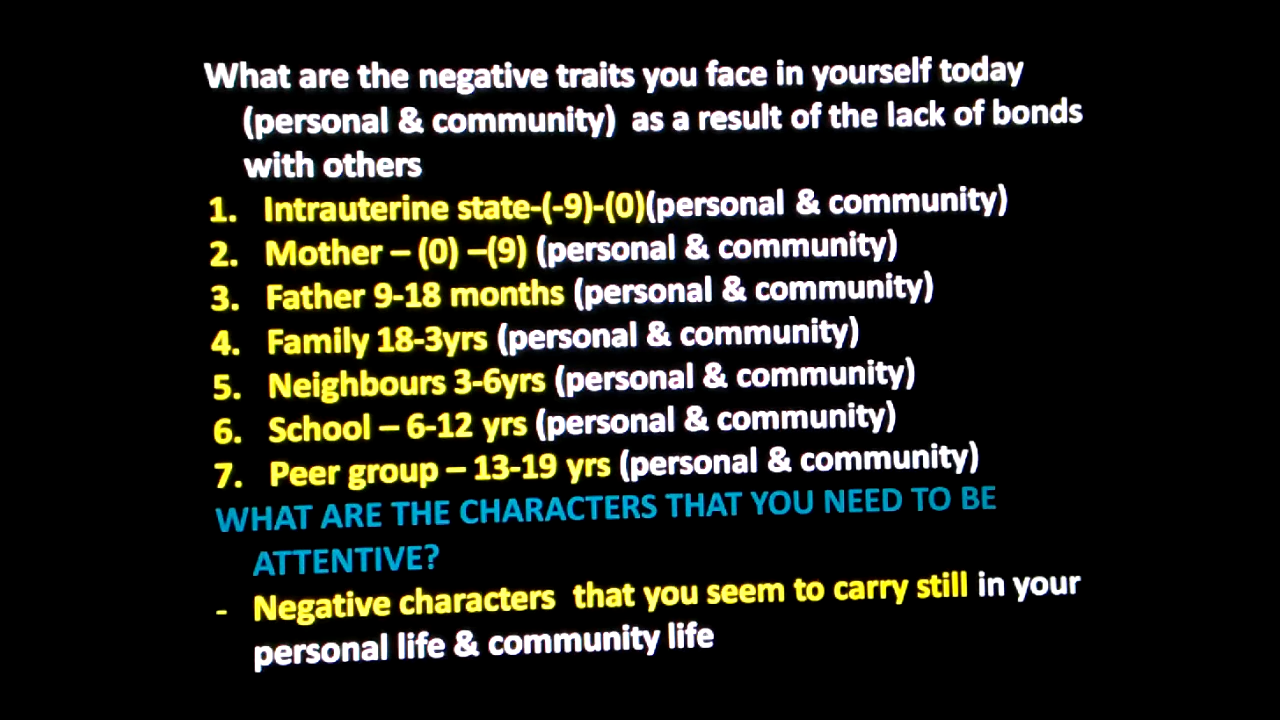 What are the negative traits you face in yourself today
(personal & community) as a result of the lack of bonds
with others
1. Intrauterine state-(-9)-(0)(personal & community)
2. Mother – (0) –(9) (personal & community)
3. Father 9-18 months (personal & community)
4. Family 18-3yrs (personal & community)
5. Neighbours 3-6yrs (personal & community)
6. School – 6-12 yrs (personal & community)
7. Peer group – 13-19 yrs (personal & community)
WHAT ARE THE CHARACTERS THAT YOU NEED TO BE
ATTENTIVE?
- Negative characters that you seem to carry still in your
personal life & community life